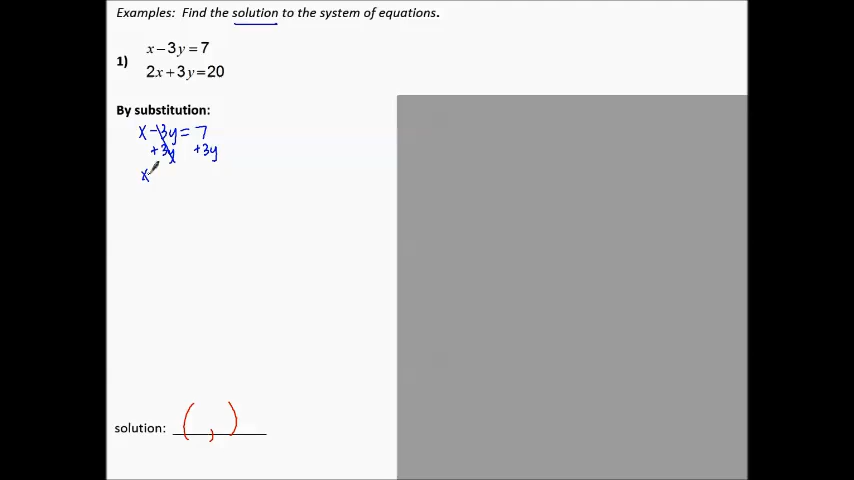 Examples: Find the solution to the system of equations.
x − 3y = 7
1)
2x + 3y = 20
By substitution:
x − 3y = 7
+3y +3y
x
solution: ( , )